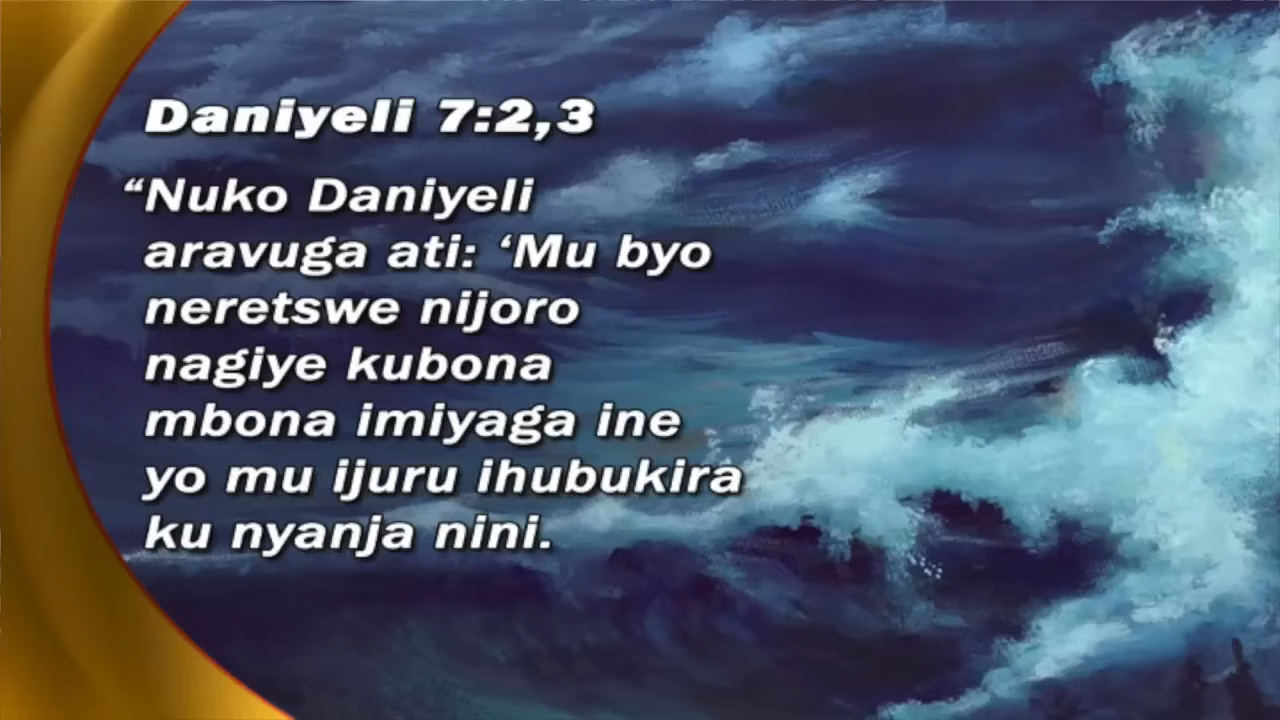 Daniyeli 7:2,3
“Nuko Daniyeli
aravuga ati: ‘Mu byo
neretswe nijoro
nagiye kubona
mbona imiyaga ine
yo mu ijuru ihubukira
ku nyanja nini.